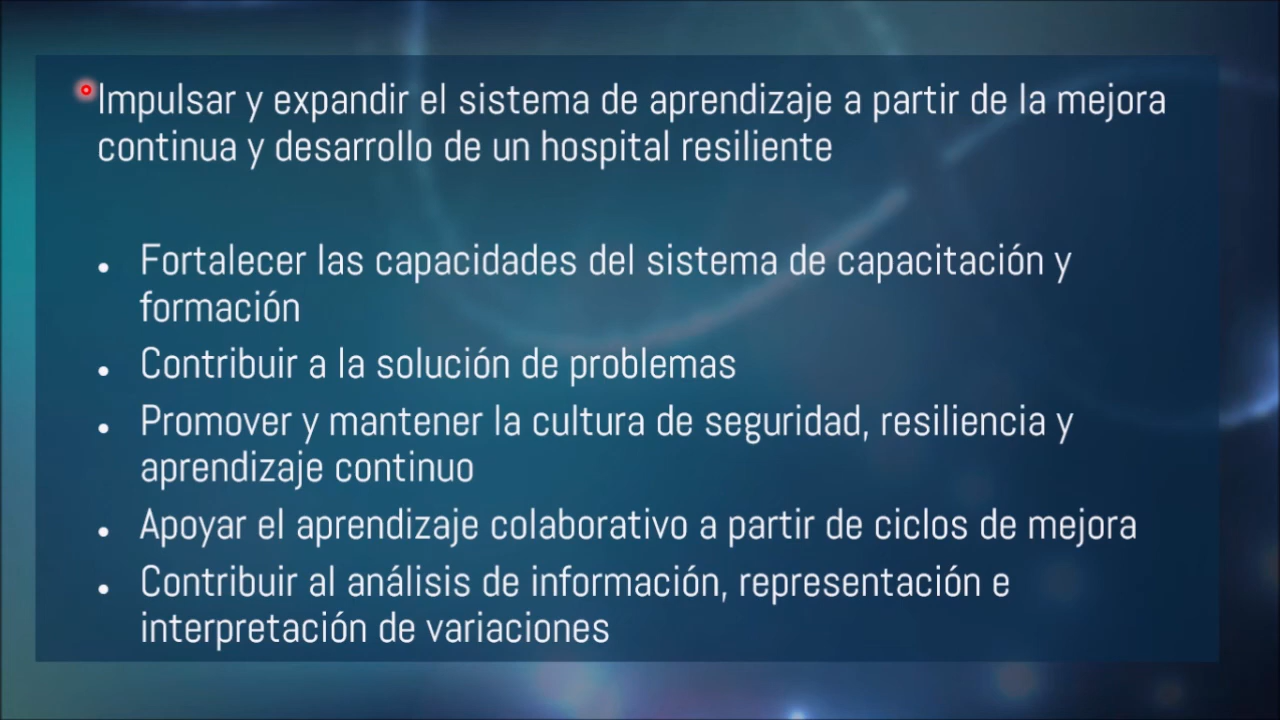 Impulsar y expandir el sistema de aprendizaje a partir de la mejora
continua y desarrollo de un hospital resiliente
• Fortalecer las capacidades del sistema de capacitación y
formación
• Contribuir a la solución de problemas
• Promover y mantener la cultura de seguridad, resiliencia y
aprendizaje continuo
• Apoyar el aprendizaje colaborativo a partir de ciclos de mejora
• Contribuir al análisis de información, representación e
interpretación de variaciones